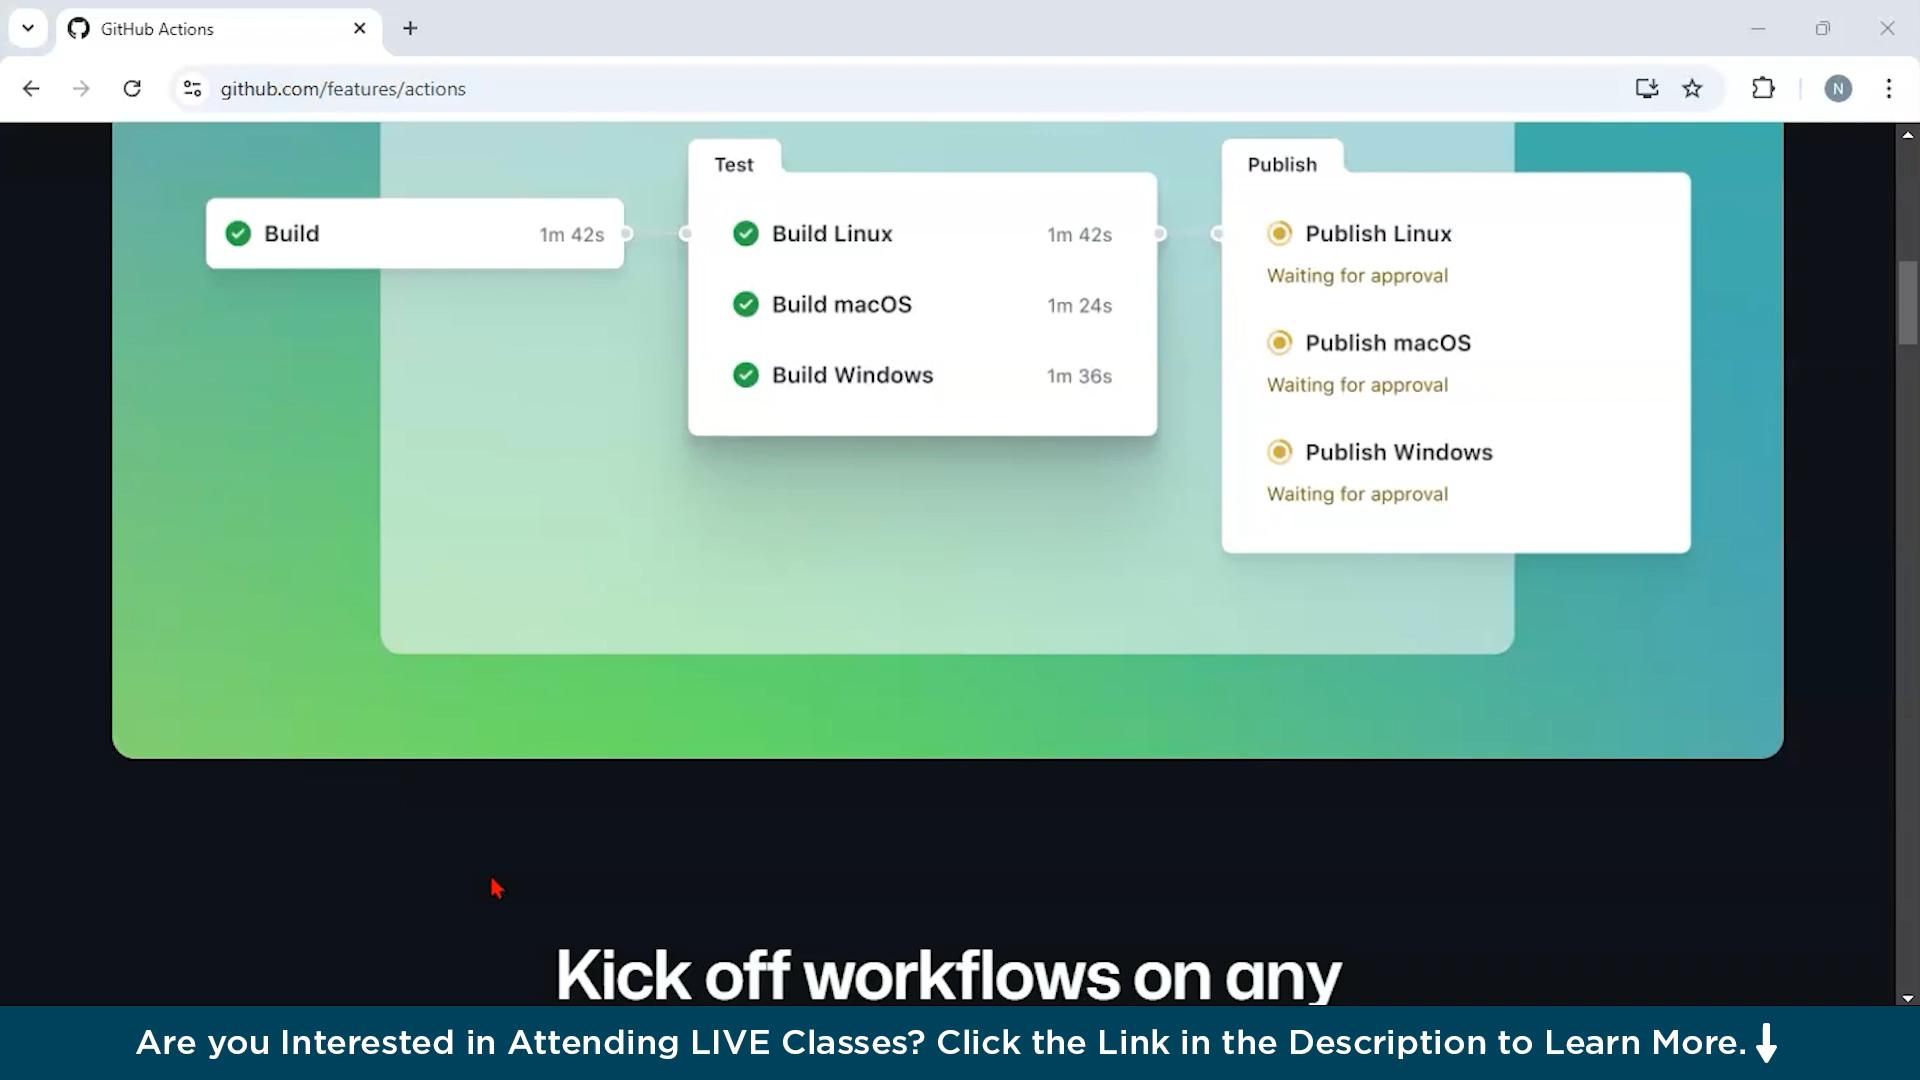 GitHub Actions
github.com/features/actions
N
Build 1m 42s
Test
Build Linux 1m 42s
Build macOS 1m 24s
Build Windows 1m 36s
Publish
Publish Linux
Waiting for approval
Publish macOS
Waiting for approval
Publish Windows
Waiting for approval
Kick off workflows on any
Are you Interested in Attending LIVE Classes? Click the Link in the Description to Learn More.